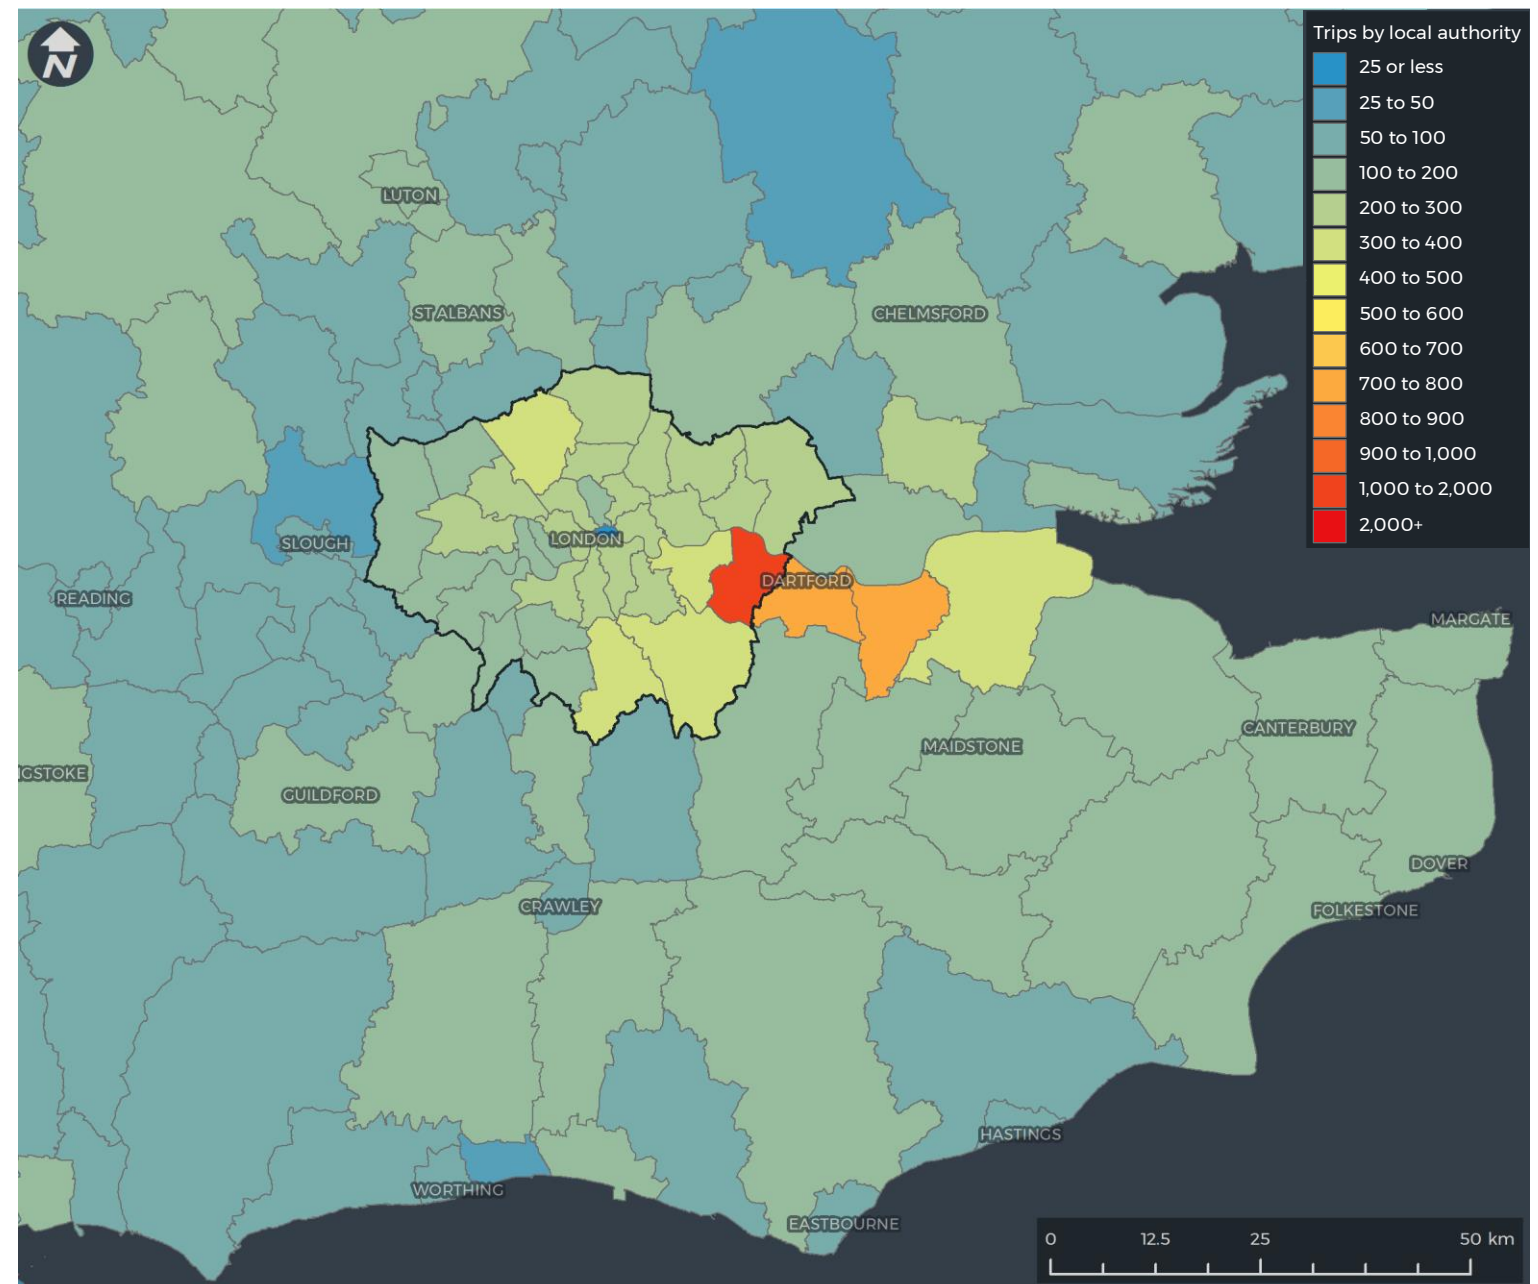 N
Trips by local authority
25 or less
25 to 50
50 to 100
100 to 200
200 to 300
300 to 400
400 to 500
500 to 600
600 to 700
700 to 800
800 to 900
900 to 1,000
1,000 to 2,000
2,000+
LUTON
ST ALBANS
CHELMSFORD
LONDON
SLOUGH
DARTFORD
READING
MARGATE
CANTERBURY
MAIDSTONE
GSTOKE
GUILDFORD
DOVER
CRAWLEY
FOLKESTONE
HASTINGS
WORTHING
EASTBOURNE
0 12.5 25 50 km